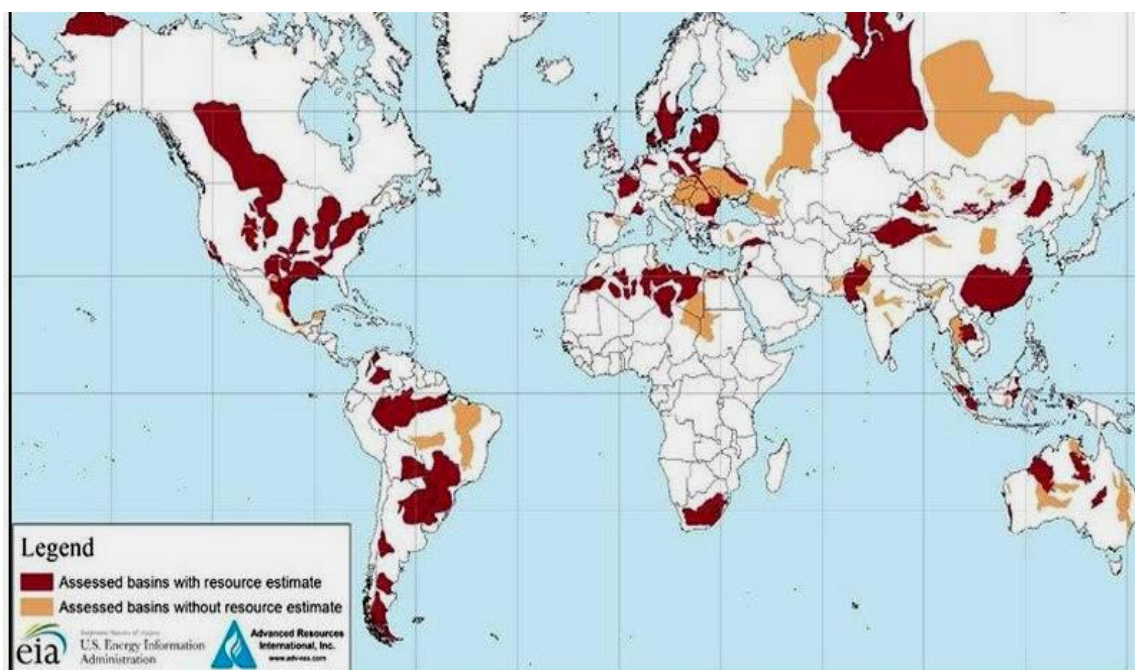 Legend
Assessed basins with resource estimate
Assessed basins without resource estimate
eia
U.S. Energy Information
Administration
Advanced Resources
International, Inc.
www.adv-res.com